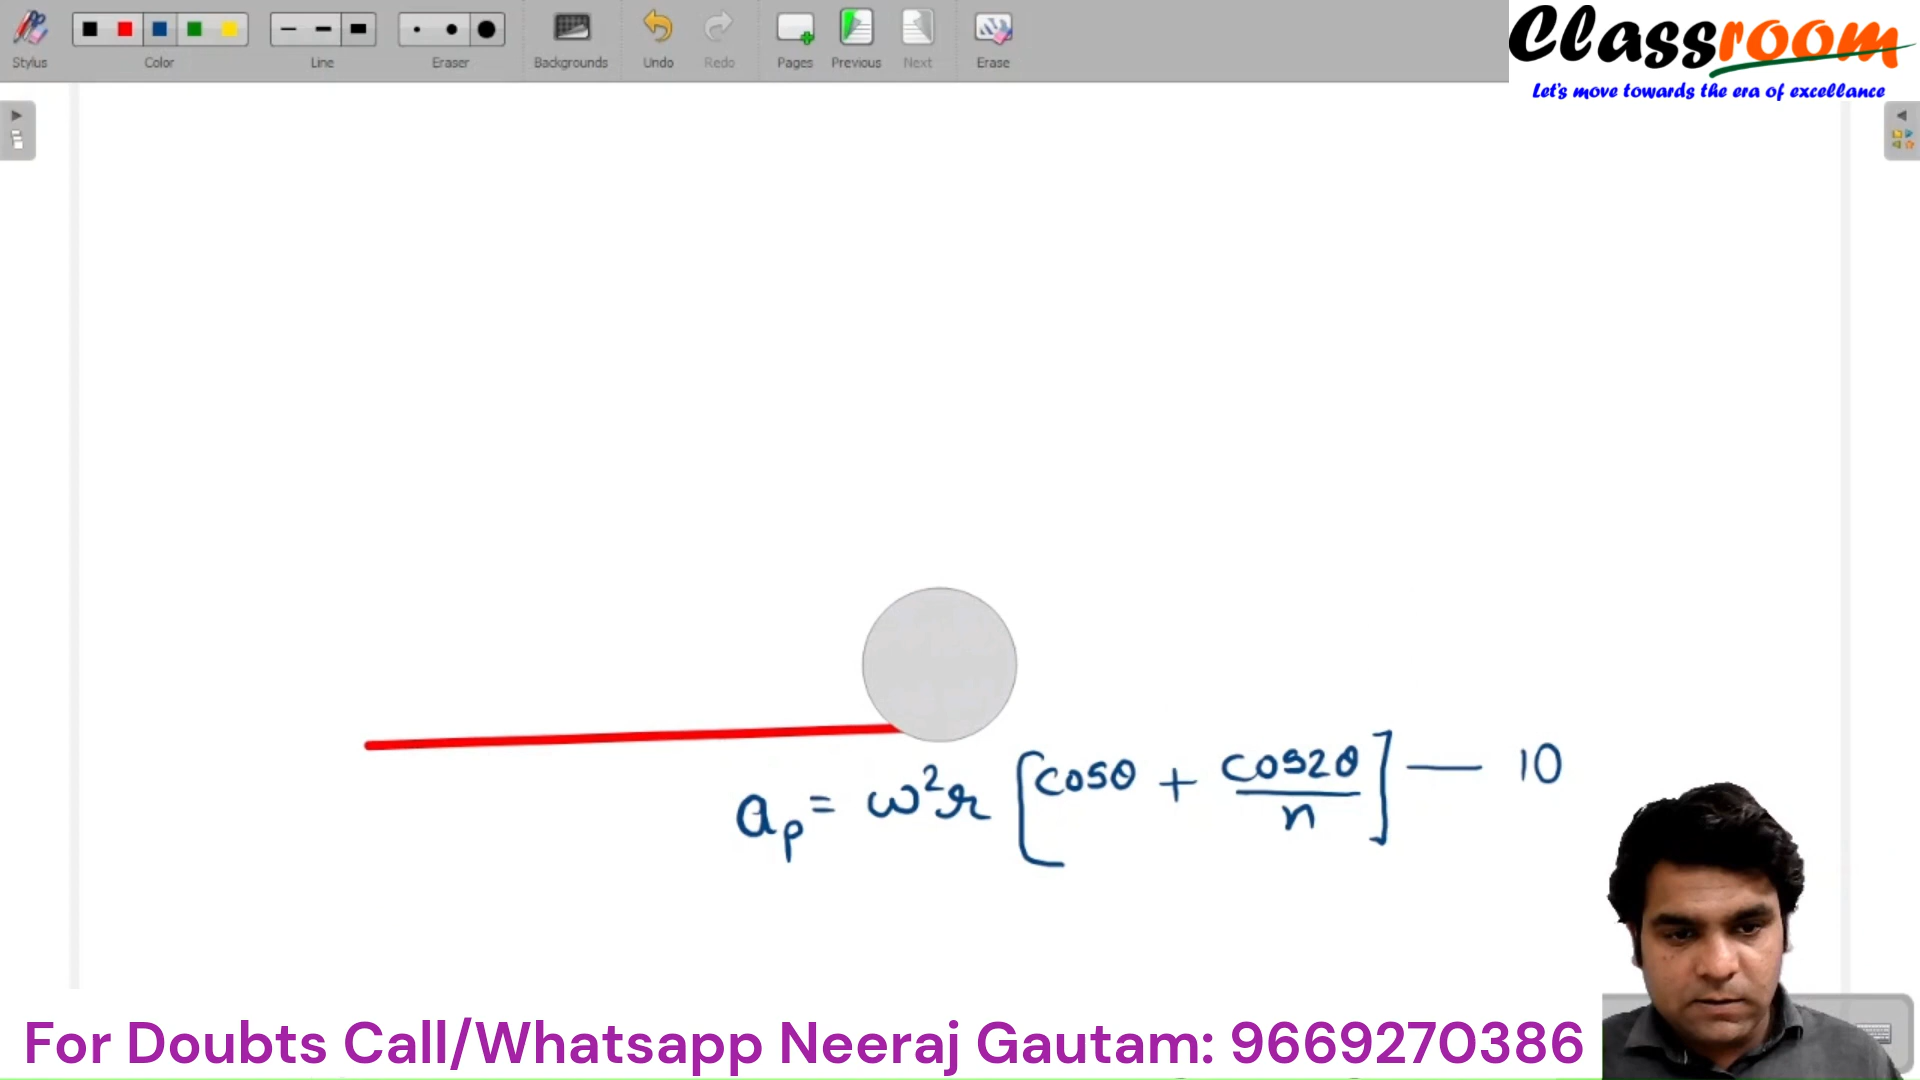 Stylus Color Line Eraser Backgrounds Undo Redo Pages Previous Next Erase
Classroom
Let's move towards the era of excellance
aₚ = ω²r [cosθ + cos2θ/n] — 10
For Doubts Call/Whatsapp Neeraj Gautam: 9669270386